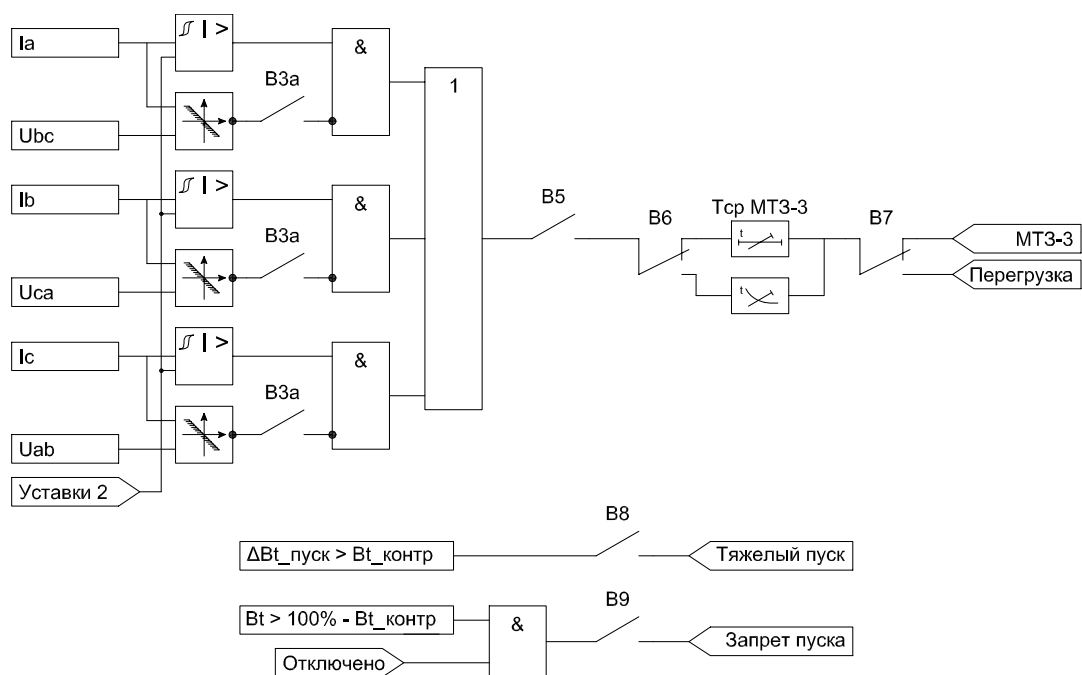 Ia
I >
&
B3a
1
Ubc
Ib
I >
&
B3a
Uca
Ic
I >
&
B3a
Uab
Уставки 2
B5
B6
Tcp МТЗ-3
t
t
B7
МТЗ-3
Перегрузка
B8
ΔBt_пуск > Bt_контр
Тяжелый пуск
B9
Bt > 100% - Bt_контр
&
Отключено
Запрет пуска